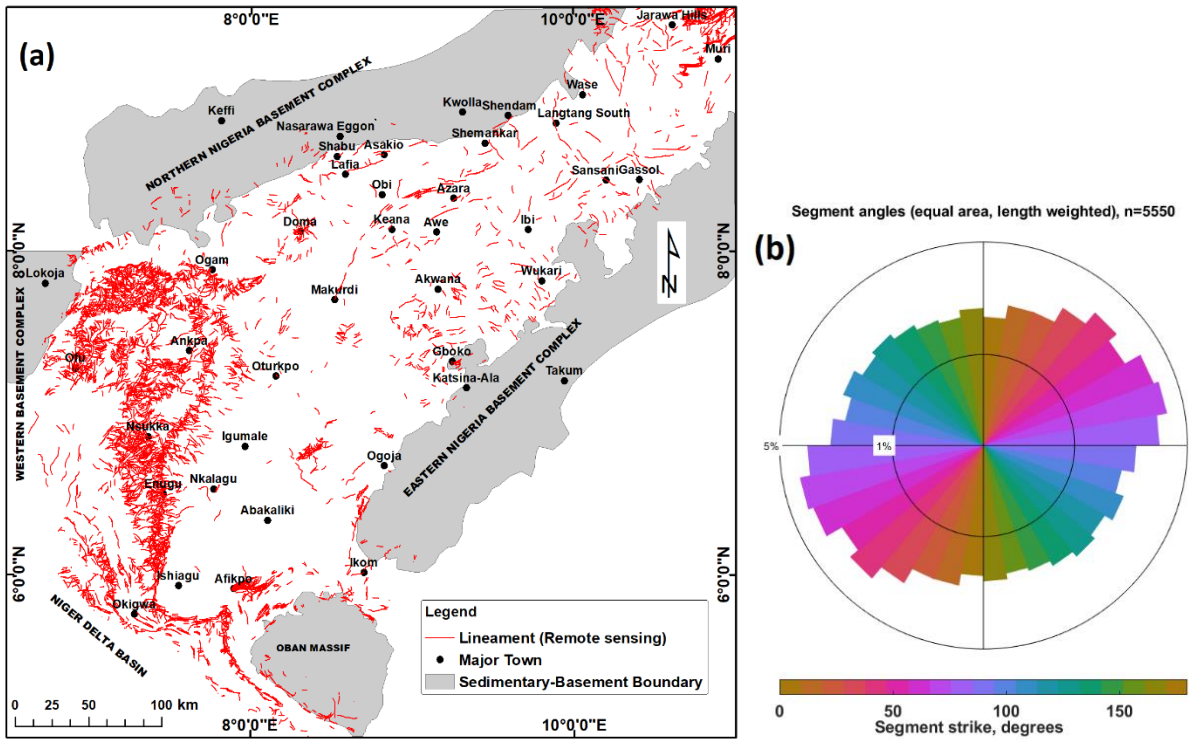 (a)
8°0'0"E
10°0'0"E
Jarawa Hills
Muri
Wase
Keffi
Kwolla
Shendam
Langtang South
NORTHERN NIGERIA BASEMENT COMPLEX
Nasarawa Eggon
Shemankar
Shabu
Asakio
Lafia
Sansani
Gassol
Obi
Azara
Doma
Keana
Awe
Ibi
N
8°0'0"N
8°0'0"N
Lokoja
Ogam
Wukari
Akwana
Makurdi
WESTERN BASEMENT COMPLEX
Ankpa
Ofu
Oturkpo
Gboko
Katsina-Ala
Takum
EASTERN NIGERIA BASEMENT COMPLEX
Nsukka
Igumale
Ogoja
Enugu
Nkalagu
Abakaliki
6°0'0"N
6°0'0"N
Ikom
Ishiagu
Afikpo
Okigwa
NIGER DELTA BASIN
OBAN MASSIF
Legend
Lineament (Remote sensing)
Major Town
Sedimentary-Basement Boundary
0 25 50 100 km
8°0'0"E
10°0'0"E
Segment angles (equal area, length weighted), n=5550
(b)
5%
1%
0 50 100 150
Segment strike, degrees